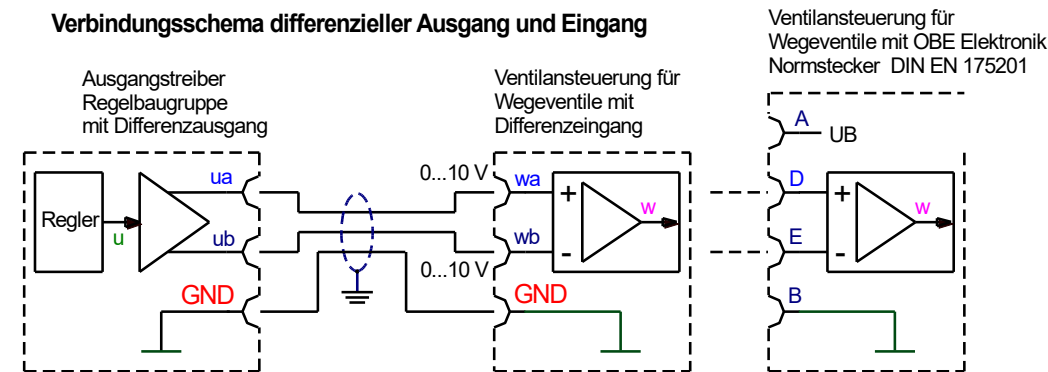 Verbindungsschema differenzieller Ausgang und Eingang
Ventilansteuerung für
Wegeventile mit OBE Elektronik
Normstecker DIN EN 175201
Ausgangstreiber
Regelbaugruppe
mit Differenzausgang
Ventilansteuerung für
Wegeventile mit
Differenzeingang
A
UB
Regler
u
ua
ub
GND
0...10 V
0...10 V
wa
wb
GND
+
-
w
D
E
B
+
-
w